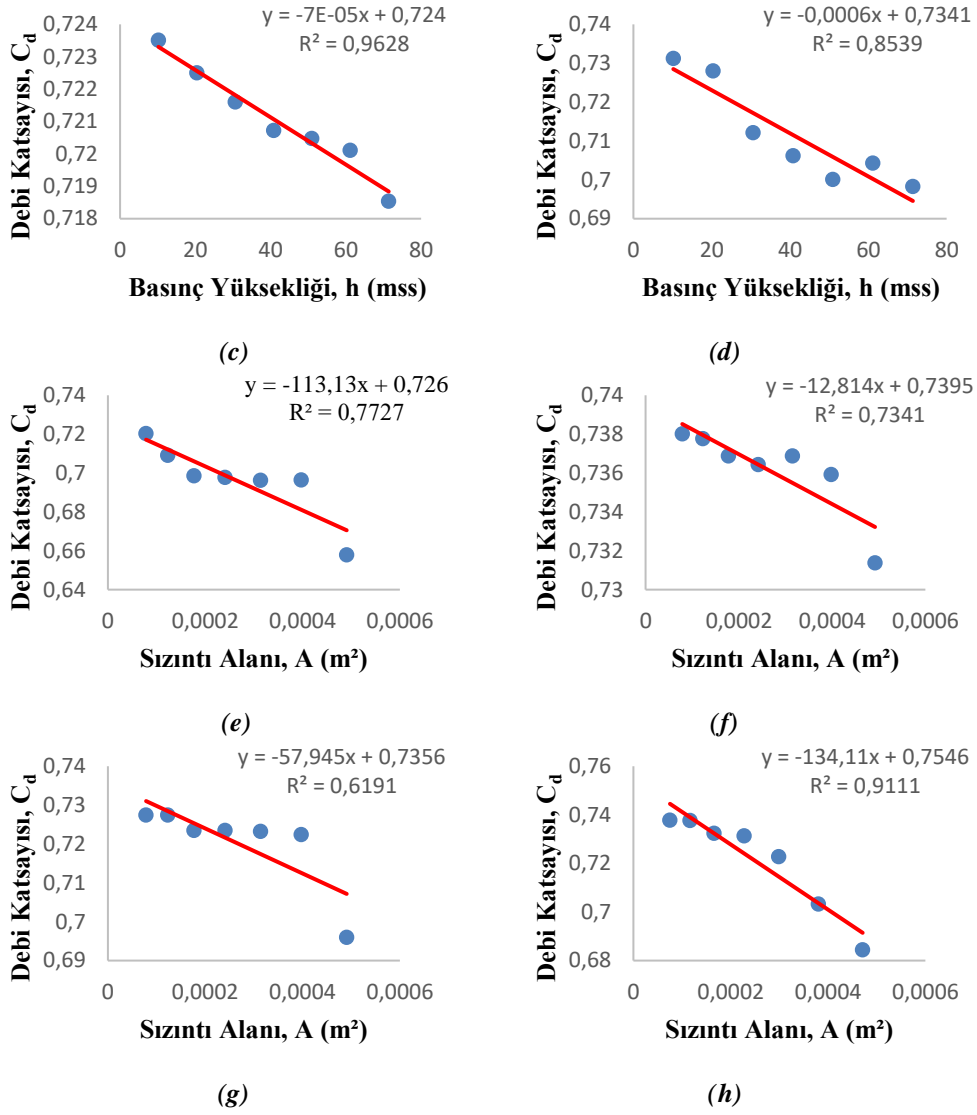 y = -7E-05x + 0,724
R² = 0,9628
Debi Katsayısı, C_d
0,724
0,723
0,722
0,721
0,72
0,719
0,718
0
20
40
60
80
Basınç Yüksekliği, h (mss)
(c)
y = -0,0006x + 0,7341
R² = 0,8539
Debi Katsayısı, C_d
0,74
0,73
0,72
0,71
0,7
0,69
0
20
40
60
80
Basınç Yüksekliği, h (mss)
(d)
y = -113,13x + 0,726
R² = 0,7727
Debi Katsayısı, C_d
0,74
0,72
0,7
0,68
0,66
0,64
0
0,0002
0,0004
0,0006
Sızıntı Alanı, A (m²)
(e)
y = -12,814x + 0,7395
R² = 0,7341
Debi Katsayısı, C_d
0,74
0,738
0,736
0,734
0,732
0,73
0
0,0002
0,0004
0,0006
Sızıntı Alanı, A (m²)
(f)
y = -57,945x + 0,7356
R² = 0,6191
Debi Katsayısı, C_d
0,74
0,73
0,72
0,71
0,7
0,69
0
0,0002
0,0004
0,0006
Sızıntı Alanı, A (m²)
(g)
y = -134,11x + 0,7546
R² = 0,9111
Debi Katsayısı, C_d
0,76
0,74
0,72
0,7
0,68
0
0,0002
0,0004
0,0006
Sızıntı Alanı, A (m²)
(h)